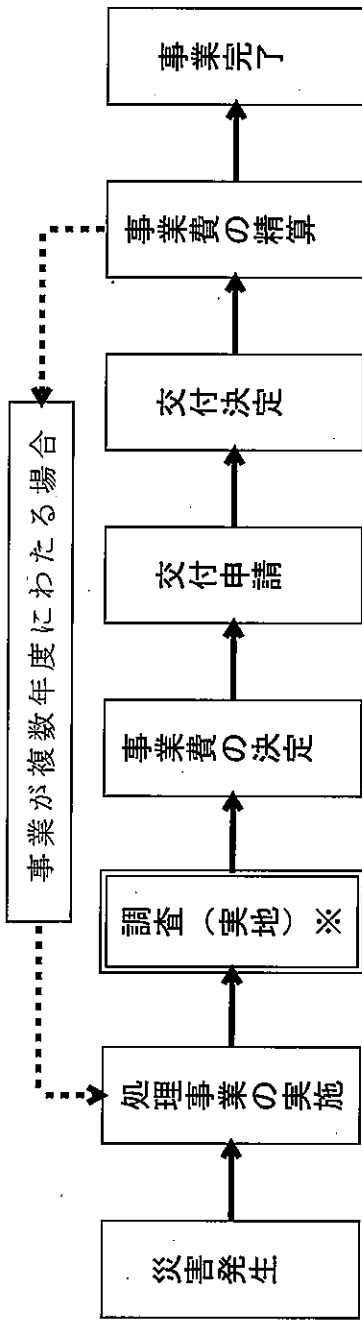 事業が複数年度にわたる場合
災害発生
処理事業の実施
調査（実地）※
事業費の決定
交付申請
交付決定
事業費の精算
事業完了